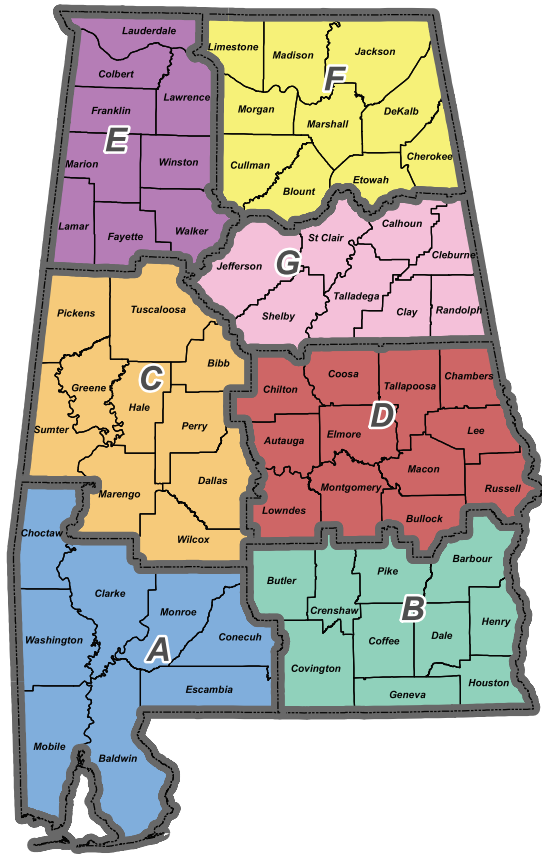 Lauderdale
Limestone
Madison
Jackson
Colbert
F
Franklin
Lawrence
Morgan
DeKalb
Marshall
E
Marion
Winston
Cullman
Cherokee
Blount
Etowah
Lamar
Fayette
Walker
St Clair
Calhoun
Jefferson
G
Cleburne
Talladega
Pickens
Tuscaloosa
Shelby
Clay
Randolph
Bibb
Greene
C
Chilton
Coosa
Tallapoosa
Chambers
Hale
D
Sumter
Perry
Autauga
Elmore
Lee
Macon
Marengo
Dallas
Montgomery
Russell
Lowndes
Bullock
Choctaw
Wilcox
Barbour
Butler
Pike
Clarke
Monroe
Crenshaw
B
Henry
Washington
Conecuh
Coffee
Dale
A
Covington
Escambia
Geneva
Houston
Mobile
Baldwin